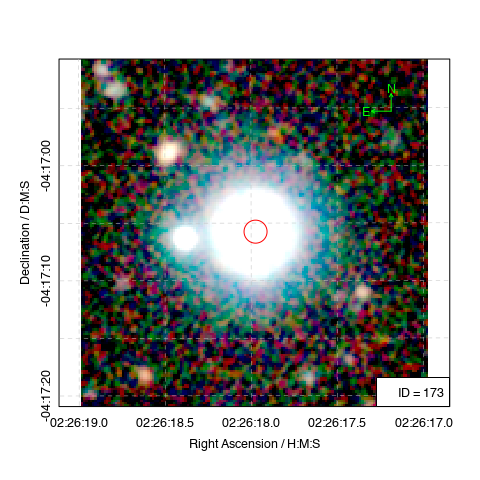 N
E
Declination / D:M:S
-04:17:00
-04:17:10
-04:17:20
ID = 173
02:26:19.0 02:26:18.5 02:26:18.0 02:26:17.5 02:26:17.0
Right Ascension / H:M:S